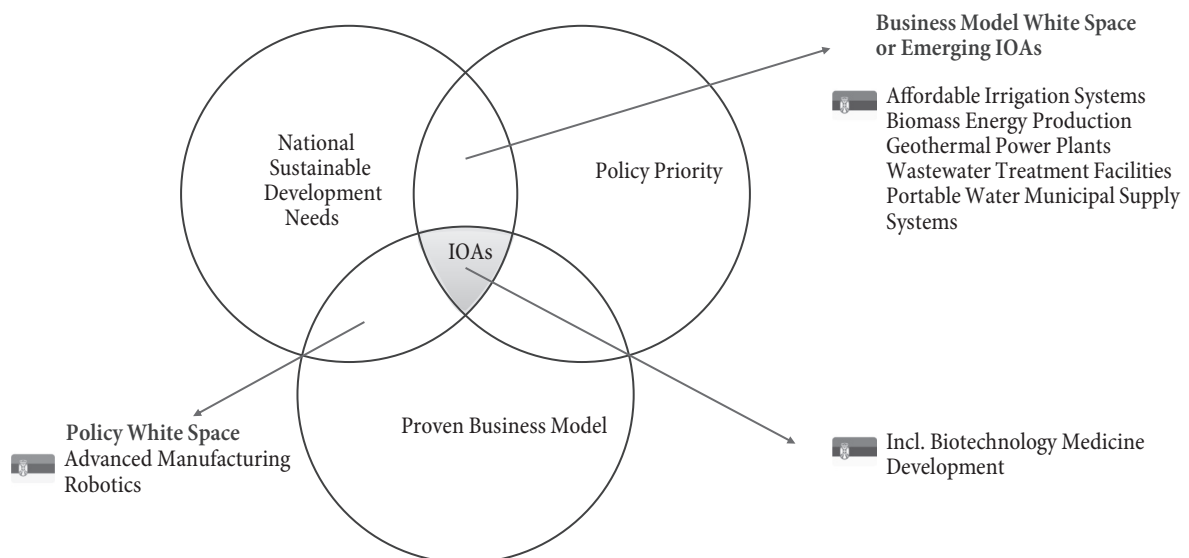 Business Model White Space
or Emerging IOAs
Affordable Irrigation Systems
Biomass Energy Production
Geothermal Power Plants
Wastewater Treatment Facilities
Portable Water Municipal Supply
Systems
National
Sustainable
Development
Needs
Policy Priority
IOAs
Proven Business Model
Policy White Space
Advanced Manufacturing
Robotics
Incl. Biotechnology Medicine
Development